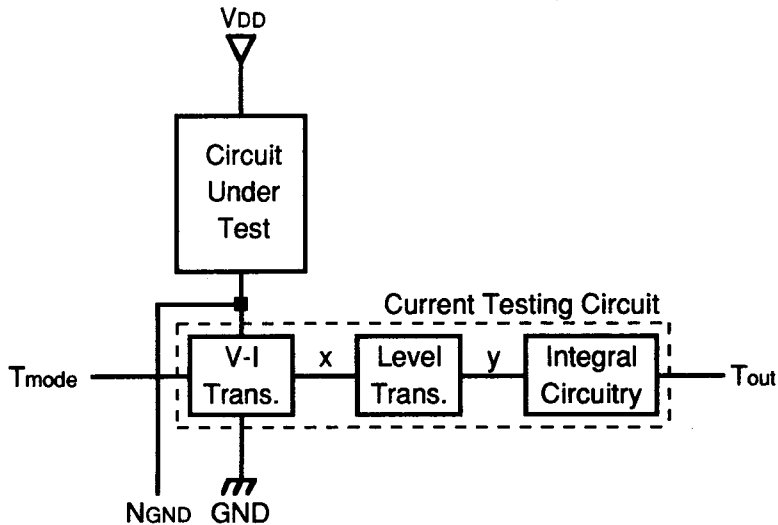 VDD
Circuit
Under
Test
Current Testing Circuit
Tmode
V-I
Trans.
x
Level
Trans.
y
Integral
Circuitry
Tout
NGND
GND